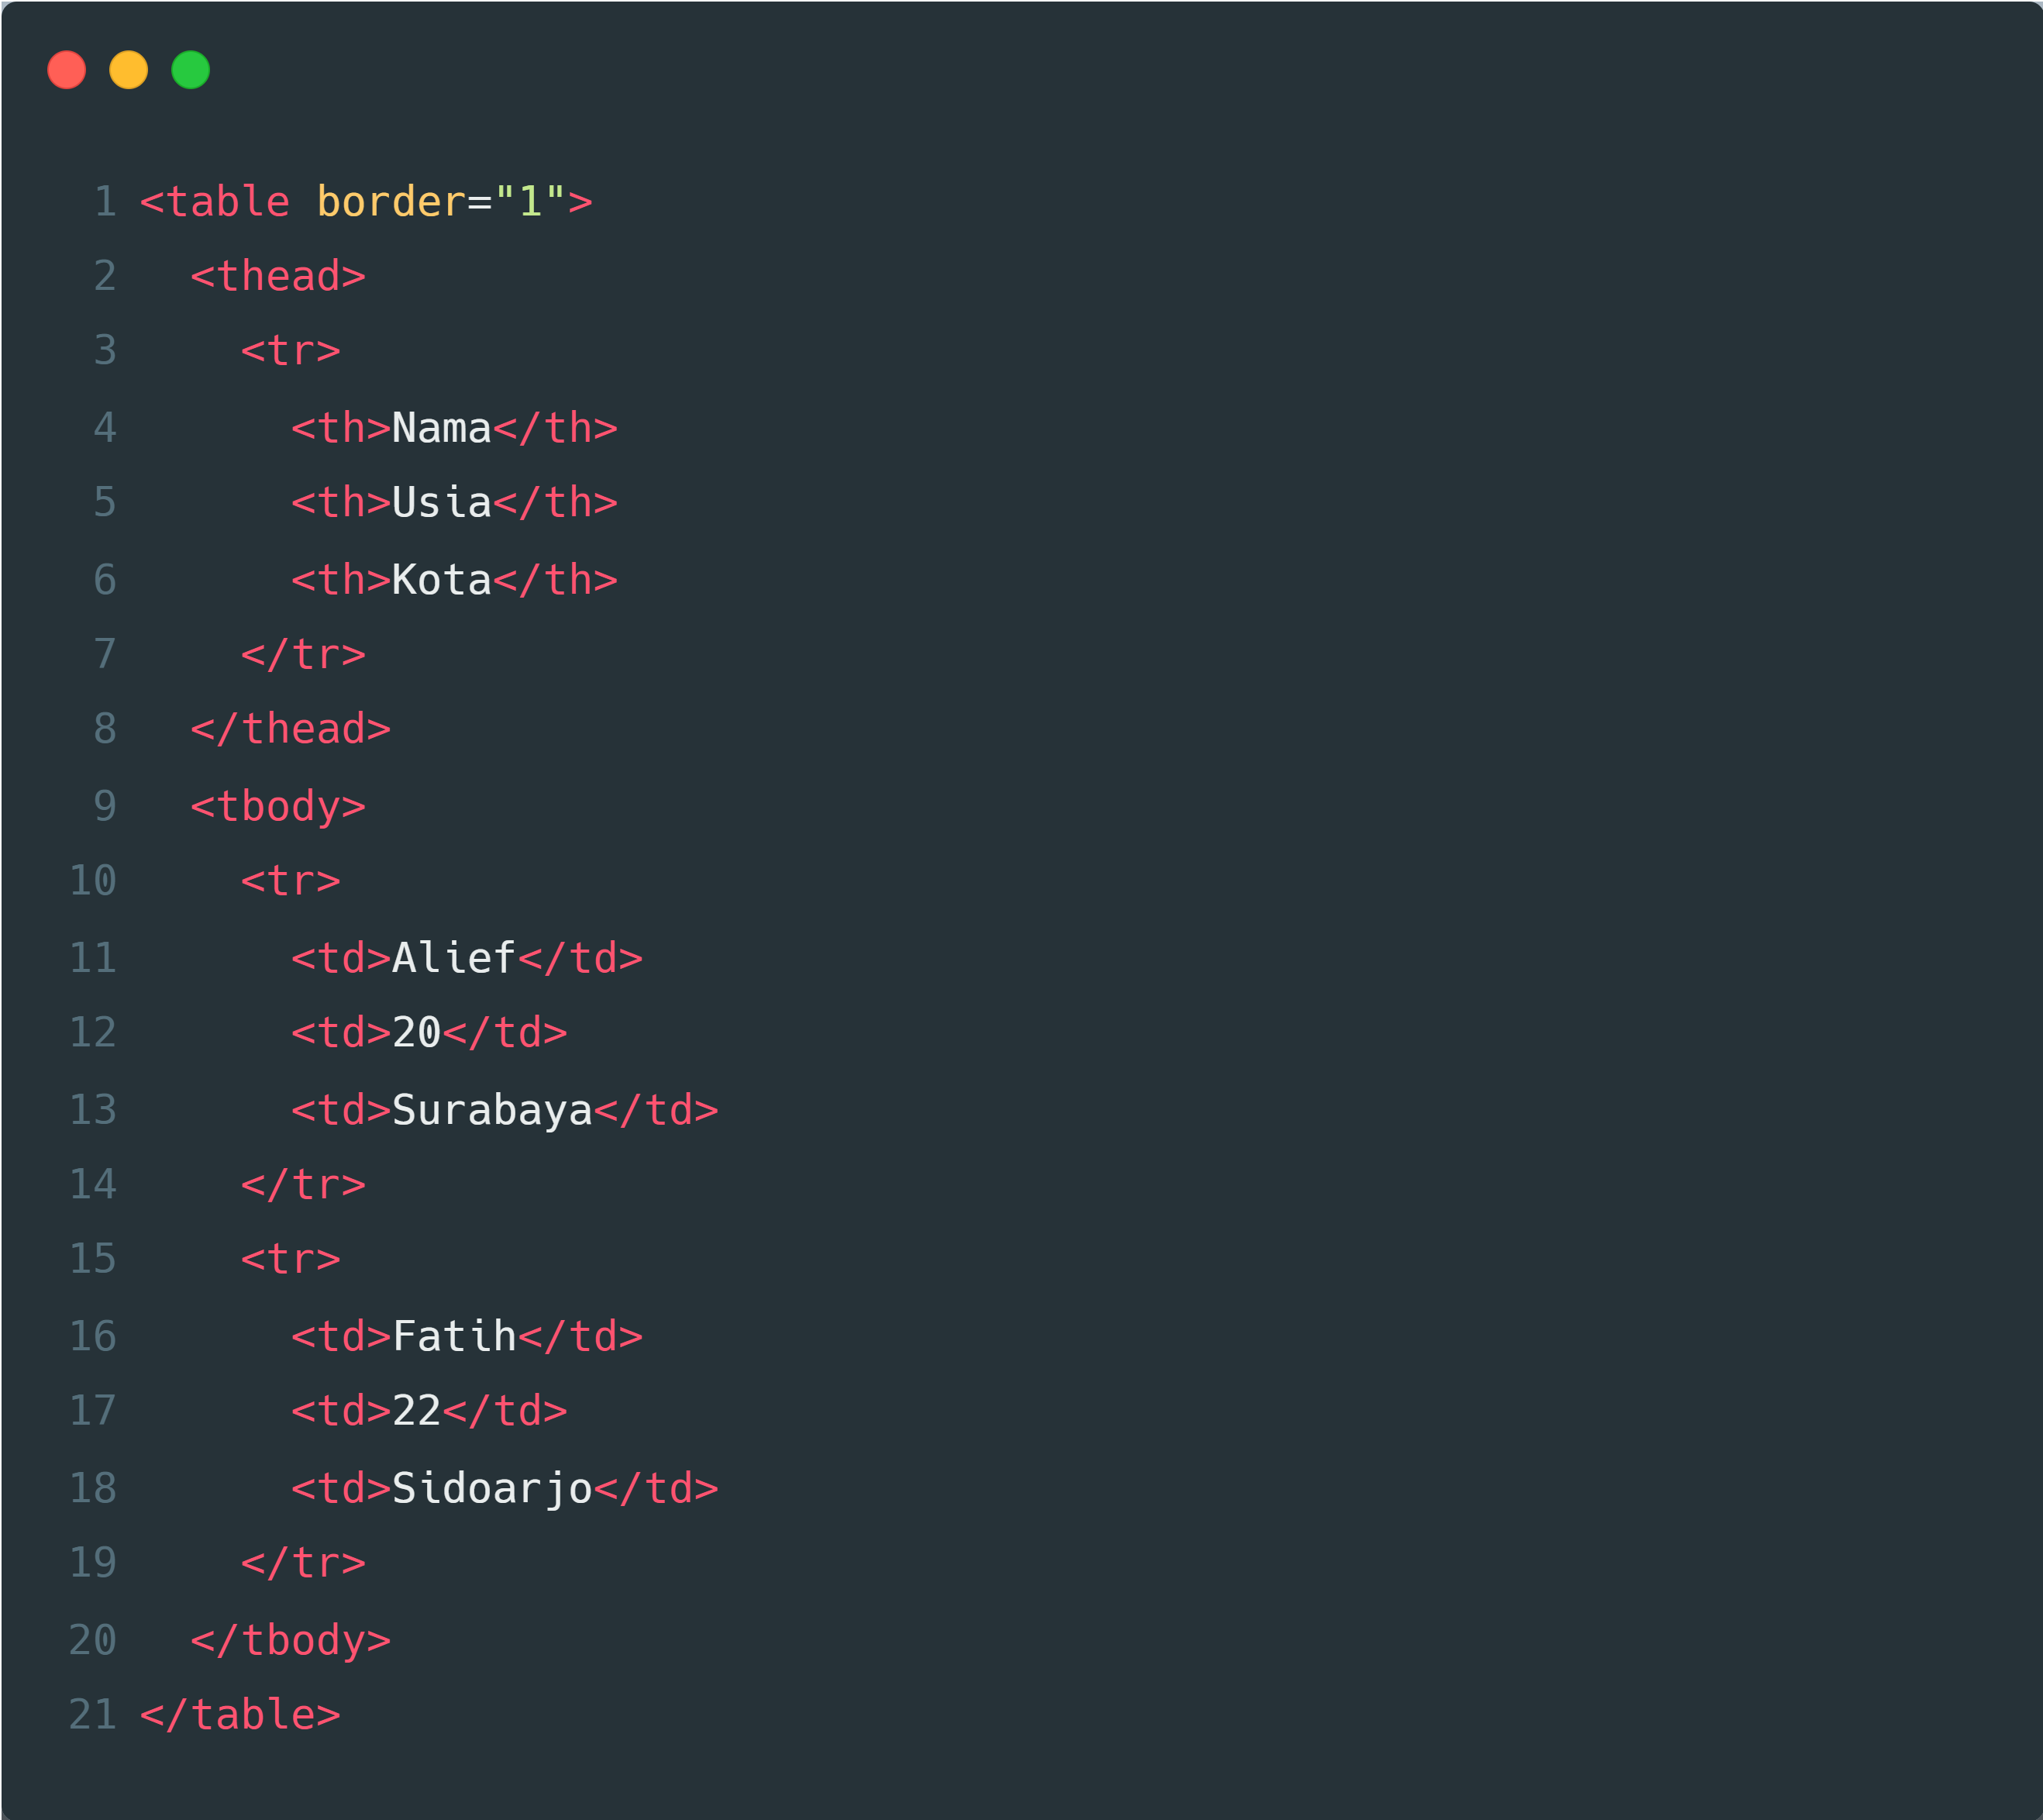 1 <table border="1">
2   <thead>
3     <tr>
4       <th>Nama</th>
5       <th>Usia</th>
6       <th>Kota</th>
7     </tr>
8   </thead>
9   <tbody>
10     <tr>
11       <td>Alief</td>
12       <td>20</td>
13       <td>Surabaya</td>
14     </tr>
15     <tr>
16       <td>Fatih</td>
17       <td>22</td>
18       <td>Sidoarjo</td>
19     </tr>
20   </tbody>
21 </table>